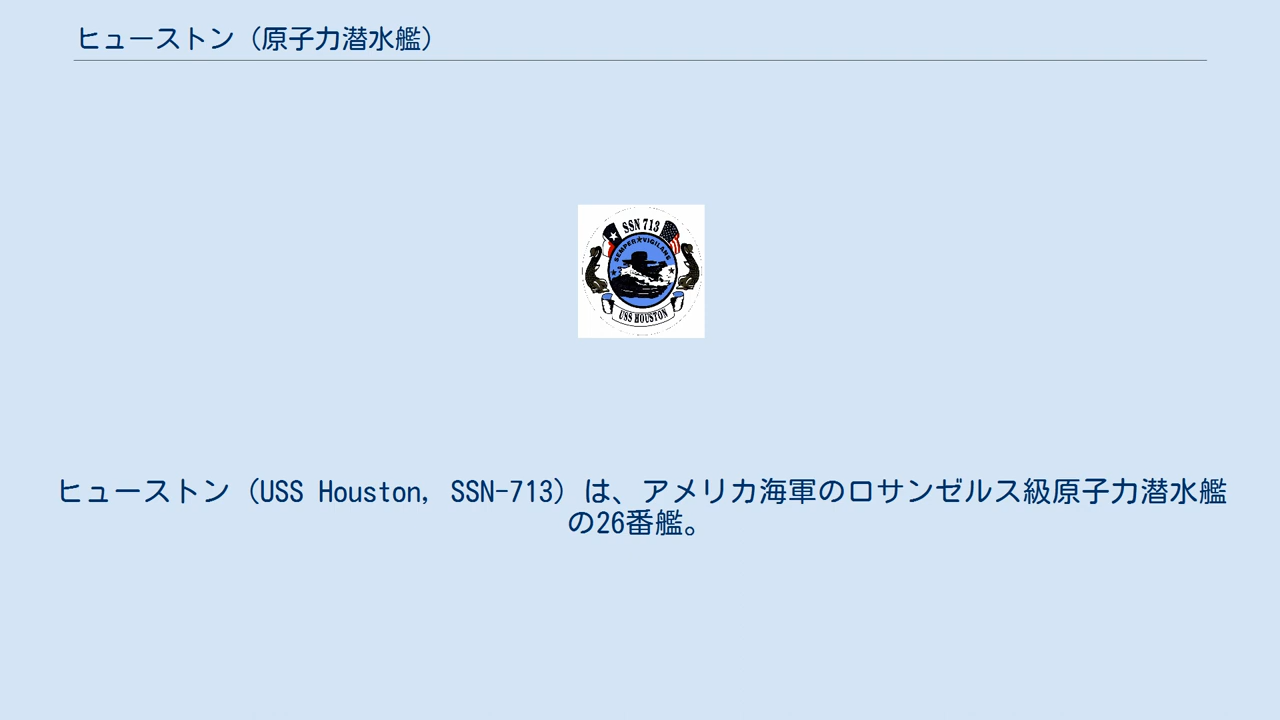 ヒューストン（原子力潜水艦）
SSN 713
SEMPER★VIGILANS
USS HOUSTON
ヒューストン（USS Houston, SSN-713）は、アメリカ海軍のロサンゼルス級原子力潜水艦
の26番艦。